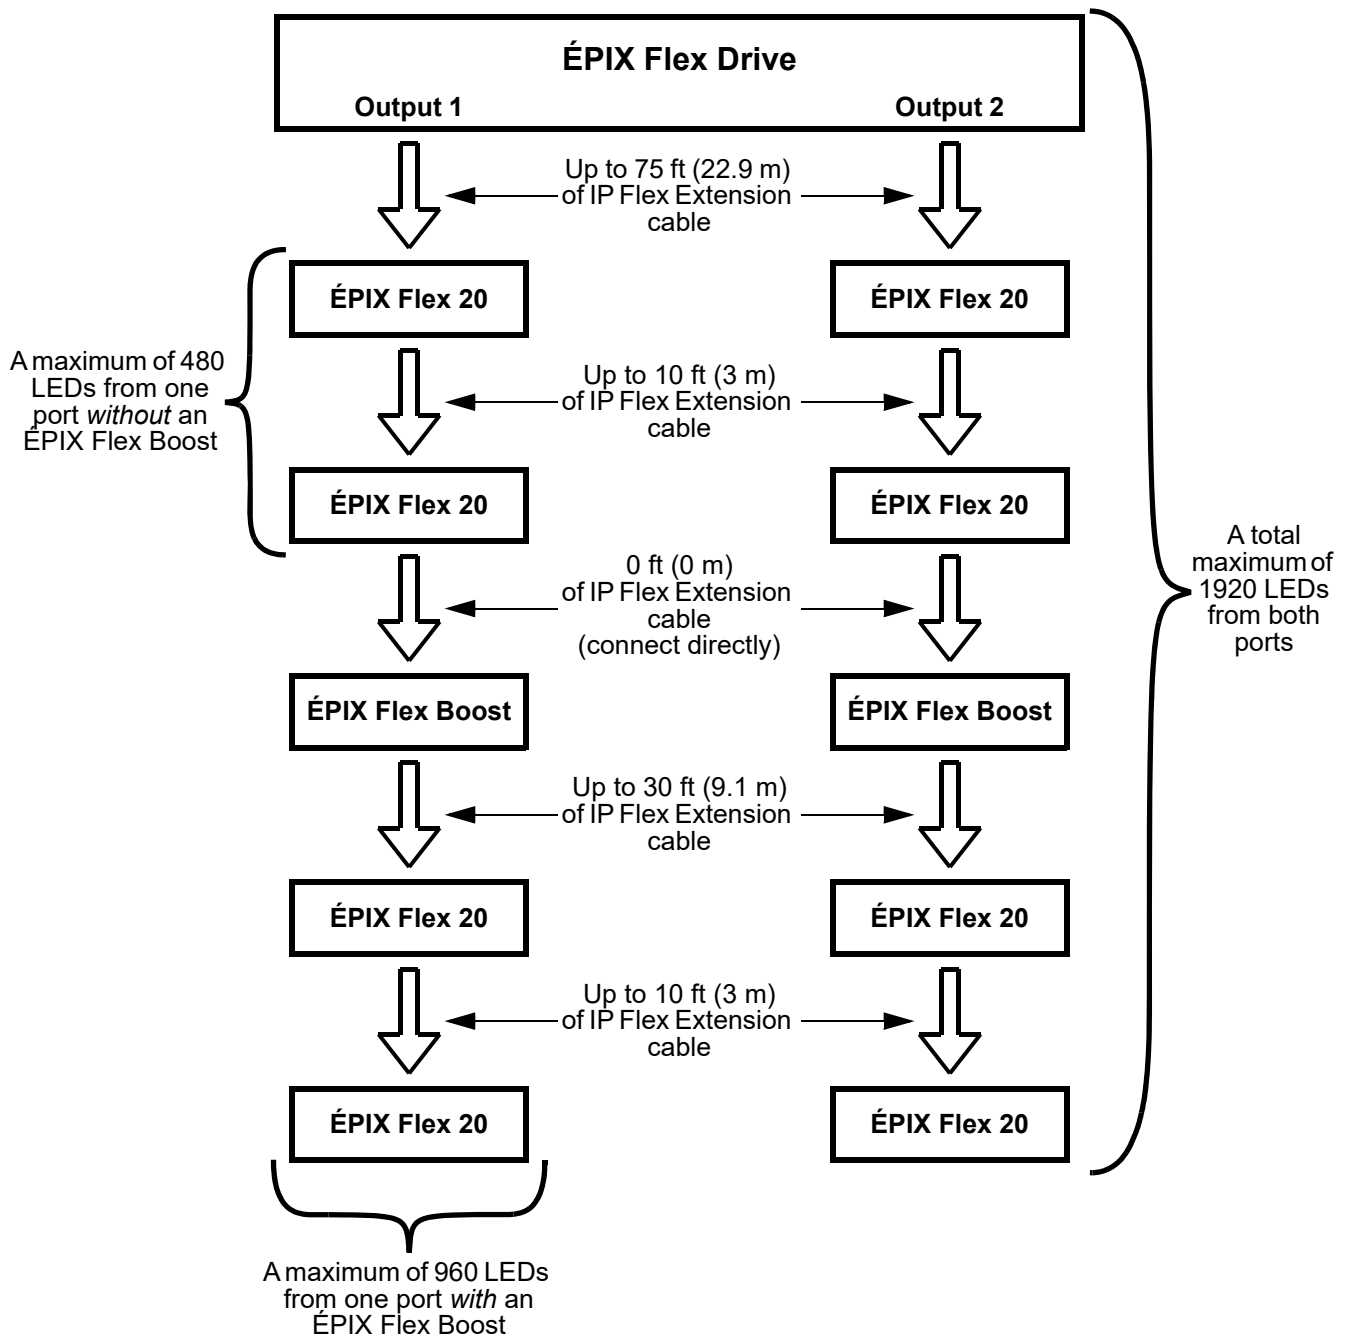 ÉPIX Flex Drive
Output 1
Output 2
Up to 75 ft (22.9 m)
of IP Flex Extension
cable
ÉPIX Flex 20
ÉPIX Flex 20
A maximum of 480
LEDs from one
port without an
ÉPIX Flex Boost
Up to 10 ft (3 m)
of IP Flex Extension
cable
ÉPIX Flex 20
ÉPIX Flex 20
A total
maximum of
1920 LEDs
from both
ports
0 ft (0 m)
of IP Flex Extension
cable
(connect directly)
ÉPIX Flex Boost
ÉPIX Flex Boost
Up to 30 ft (9.1 m)
of IP Flex Extension
cable
ÉPIX Flex 20
ÉPIX Flex 20
Up to 10 ft (3 m)
of IP Flex Extension
cable
ÉPIX Flex 20
ÉPIX Flex 20
A maximum of 960 LEDs
from one port with an
ÉPIX Flex Boost